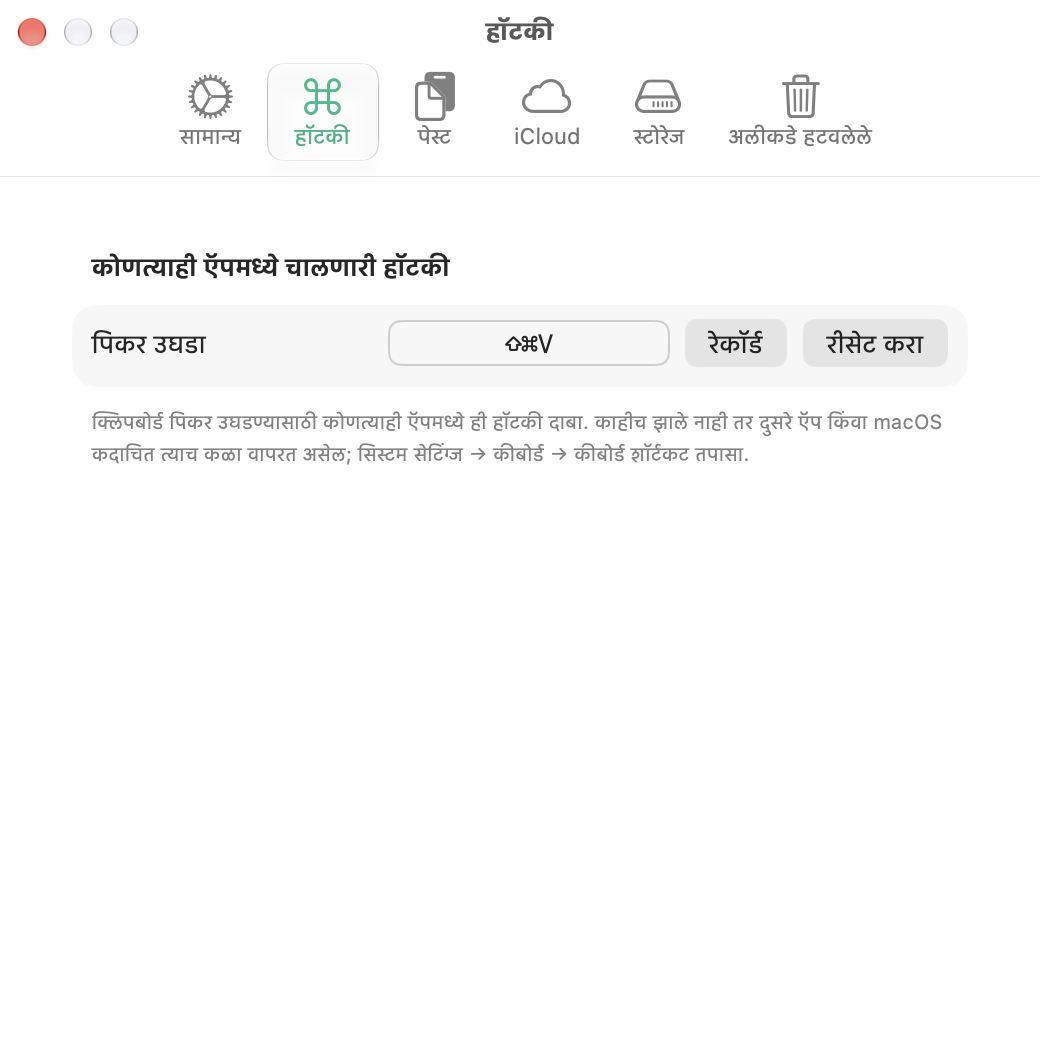 हॉटकी
सामान्य
हॉटकी
पेस्ट
iCloud
स्टोरेज
अलीकडे हटवलेले
कोणत्याही ऍपमध्ये चालणारी हॉटकी
पिकर उघडा
⇧⌘V
रेकॉर्ड
रीसेट करा
क्लिपबोर्ड पिकर उघडण्यासाठी कोणत्याही ऍपमध्ये ही हॉटकी दाबा. काहीच झाले नाही तर दुसरे ऍप किंवा macOS
कदाचित त्याच कळा वापरत असेल; सिस्टम सेटिंग्ज → कीबोर्ड → कीबोर्ड शॉर्टकट तपासा.